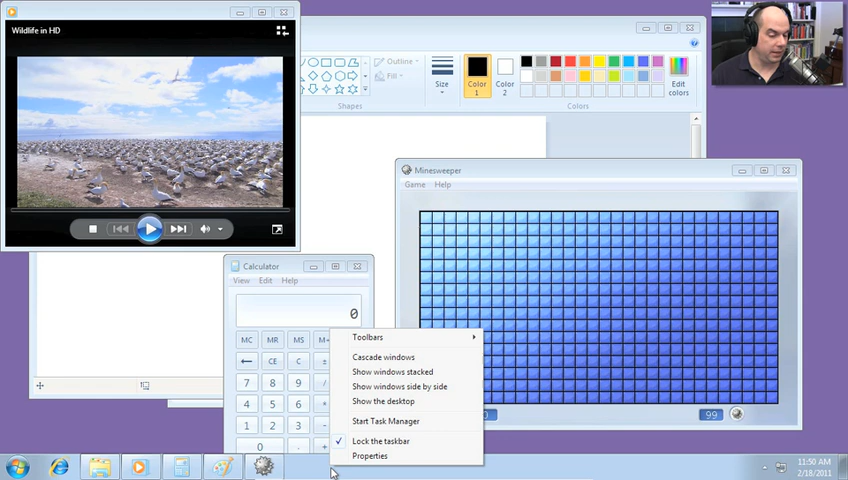 Wildlife in HD
Outline
Fill
Shapes
Size
Color
1
Color
2
Edit
colors
Colors
Minesweeper
Game Help
99
Calculator
View Edit Help
0
MC MR MS M+
← CE C ±
7 8 9 /
4 5 6 *
1 2 3 -
0 . +
Toolbars
Cascade windows
Show windows stacked
Show windows side by side
Show the desktop
Start Task Manager
Lock the taskbar
Properties
11:50 AM
2/18/2011